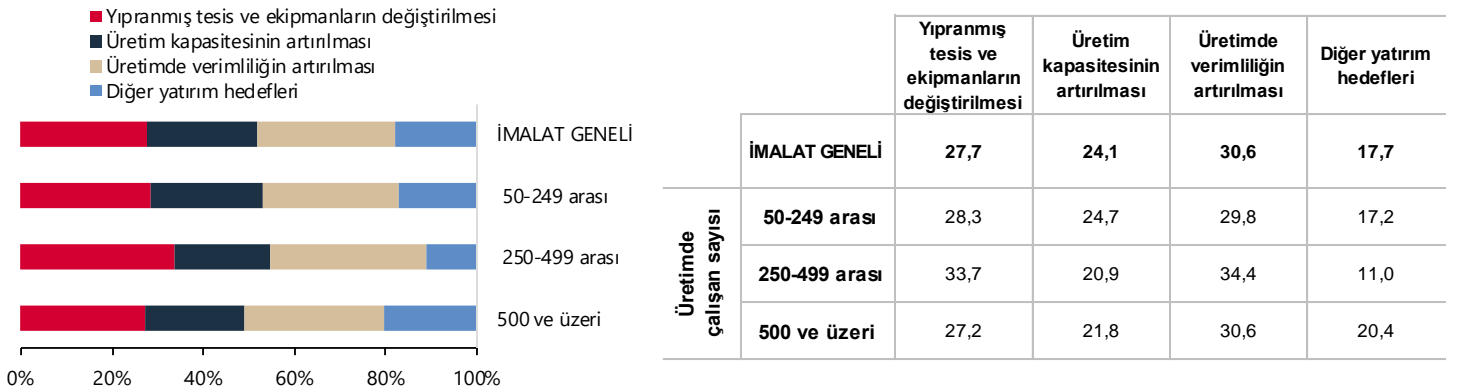 Yıpranmış tesis ve ekipmanların değiştirilmesi
Üretim kapasitesinin artırılması
Üretimde verimliliğin artırılması
Diğer yatırım hedefleri
İMALAT GENELİ
50-249 arası
250-499 arası
500 ve üzeri
0% 20% 40% 60% 80% 100%
Yıpranmış
tesis ve
ekipmanların
değiştirilmesi
Üretim
kapasitesinin
artırılması
Üretimde
verimliliğin
artırılması
Diğer yatırım
hedefleri
İMALAT GENELİ 27,7 24,1 30,6 17,7
Üretimde
çalışan sayısı
50-249 arası 28,3 24,7 29,8 17,2
250-499 arası 33,7 20,9 34,4 11,0
500 ve üzeri 27,2 21,8 30,6 20,4